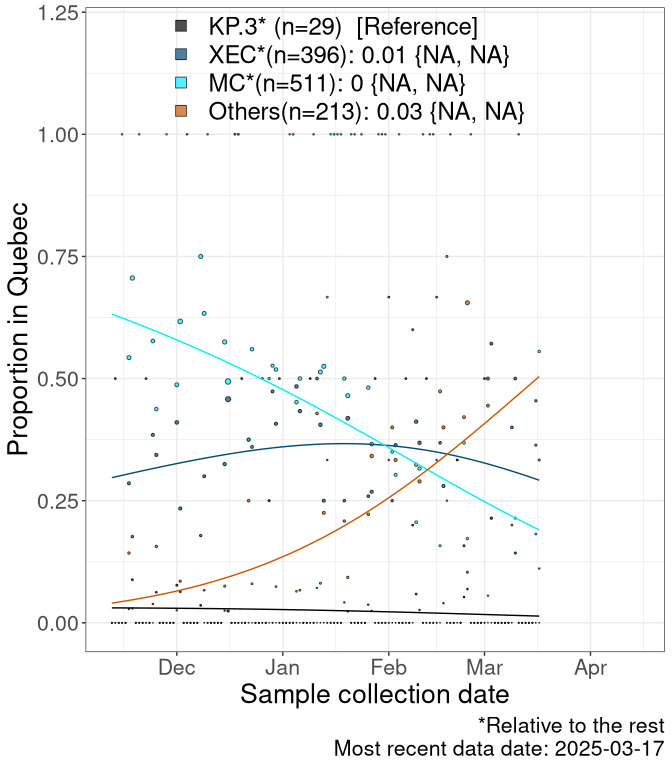 1.25
1.00
0.75
0.50
0.25
0.00
Proportion in Quebec
KP.3* (n=29)  [Reference]
XEC*(n=396): 0.01 {NA, NA}
MC*(n=511): 0 {NA, NA}
Others(n=213): 0.03 {NA, NA}
Dec Jan Feb Mar Apr
Sample collection date
*Relative to the rest
Most recent data date: 2025-03-17